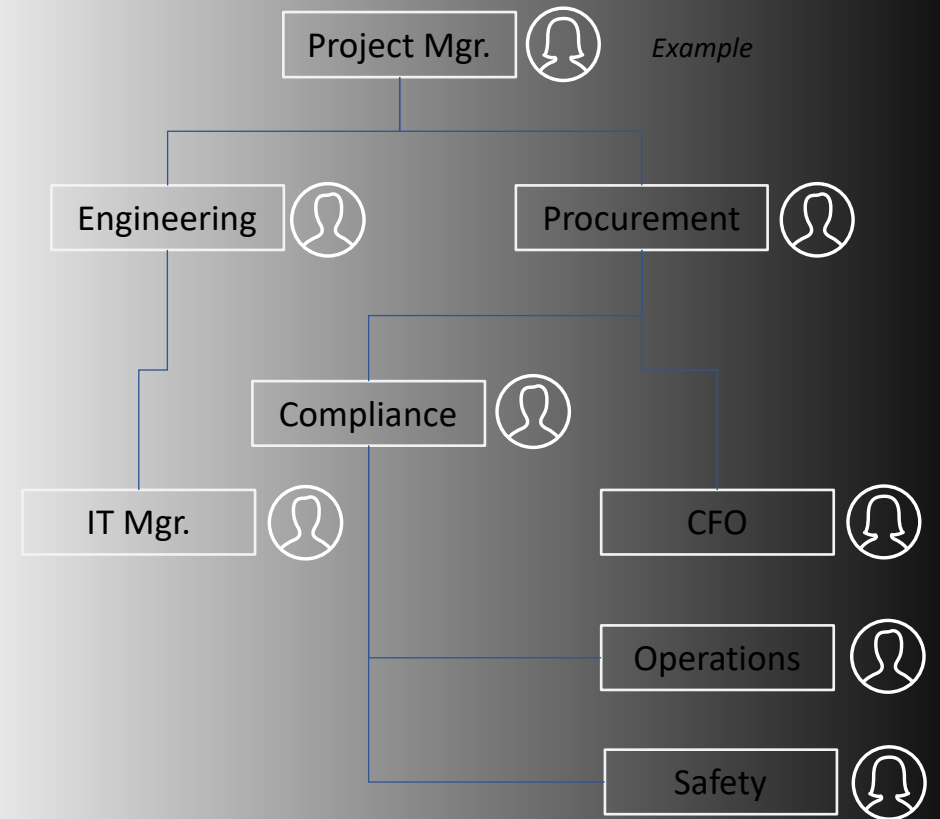 Project Mgr.
Example
Engineering
Procurement
Compliance
IT Mgr.
CFO
Operations
Safety